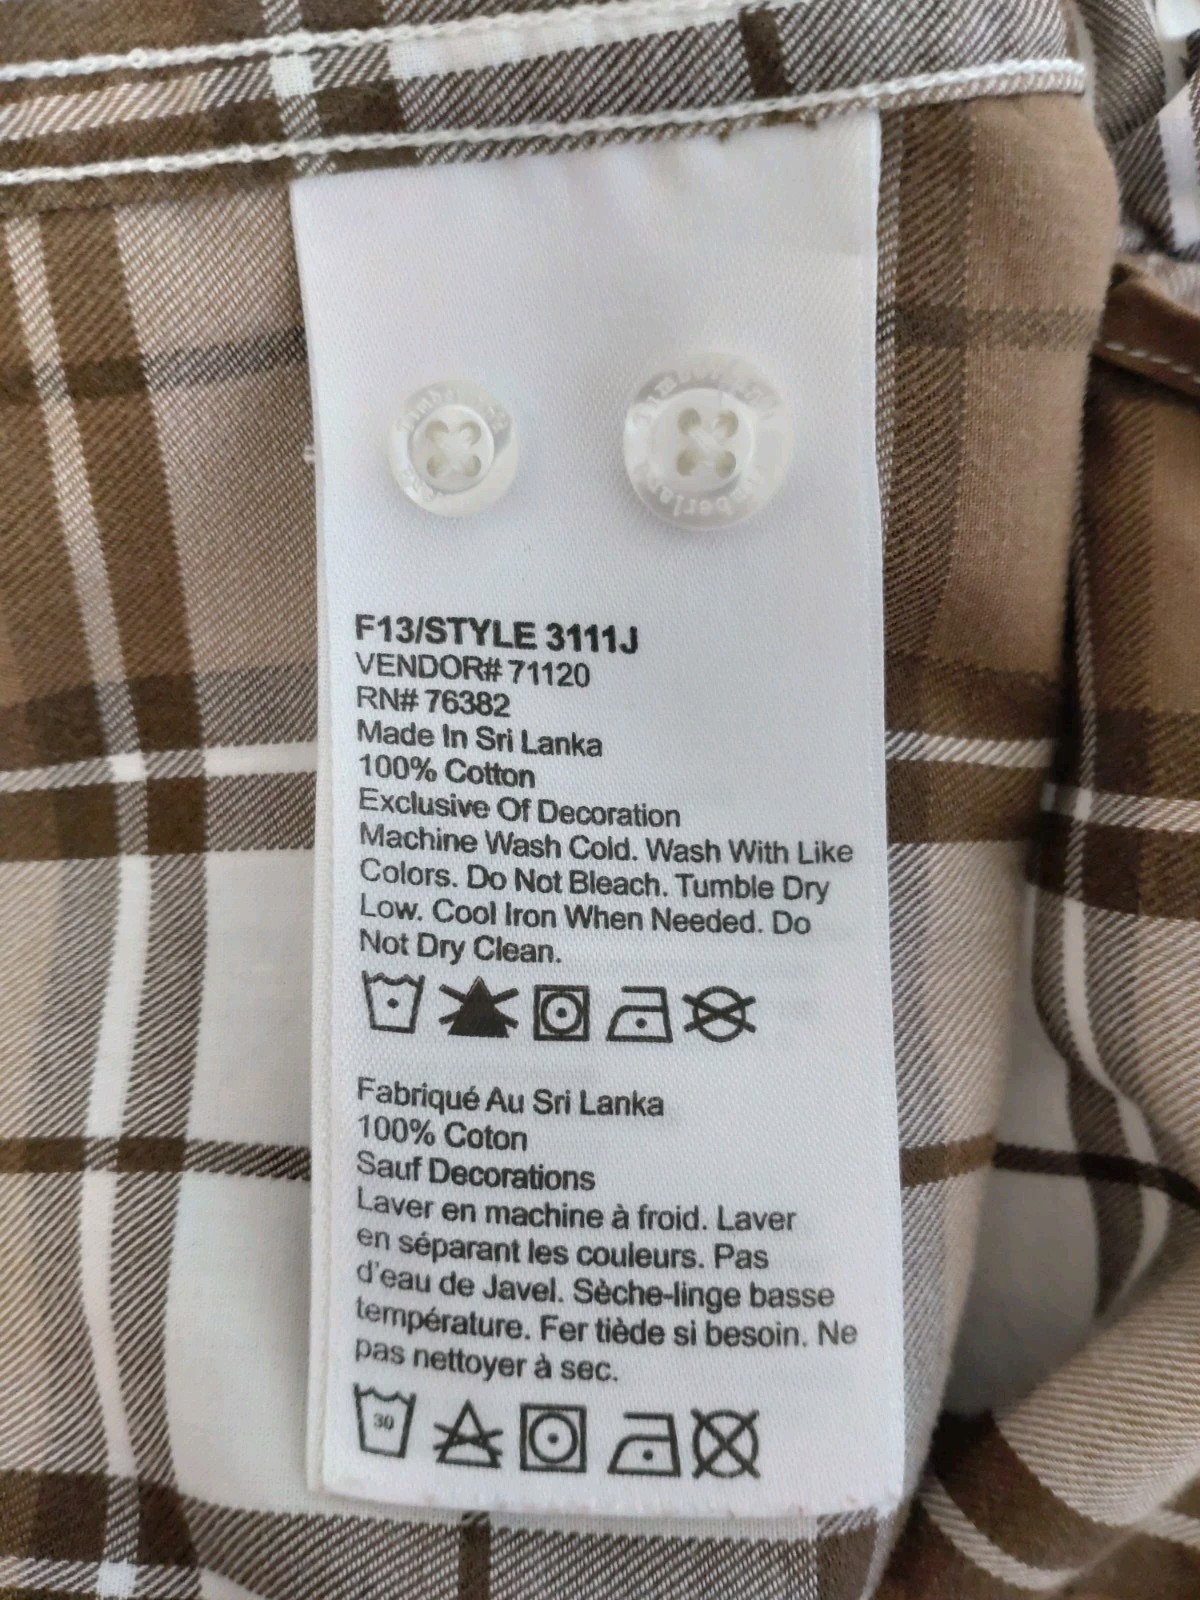 Timberland
Timberland
F13/STYLE 3111J
VENDOR# 71120
RN# 76382
Made In Sri Lanka
100% Cotton
Exclusive Of Decoration
Machine Wash Cold. Wash With Like
Colors. Do Not Bleach. Tumble Dry
Low. Cool Iron When Needed. Do
Not Dry Clean.
Fabriqué Au Sri Lanka
100% Coton
Sauf Decorations
Laver en machine à froid. Laver
en séparant les couleurs. Pas
d'eau de Javel. Sèche-linge basse
température. Fer tiède si besoin. Ne
pas nettoyer à sec.
30